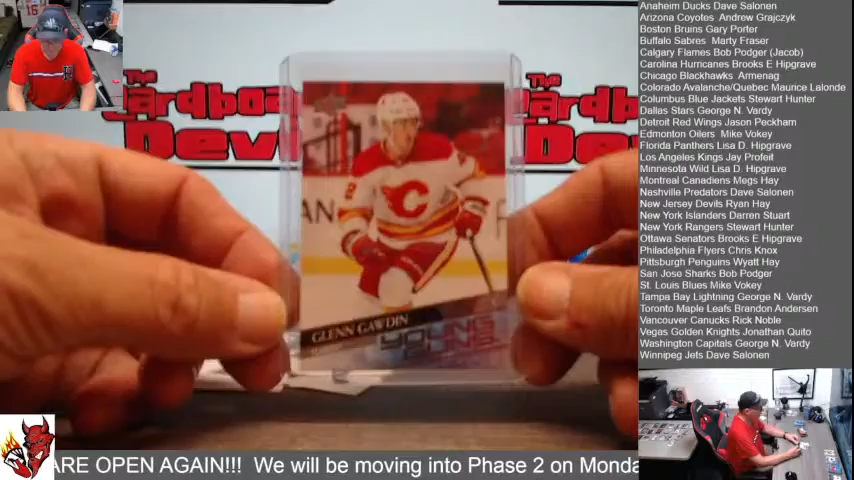 Anaheim Ducks Dave Salonen
Arizona Coyotes Andrew Grajczyk
Boston Bruins Gary Porter
Buffalo Sabres Marty Fraser
Calgary Flames Bob Podger (Jacob)
Carolina Hurricanes Brooks E Hipgrave
Chicago Blackhawks Armenag
Colorado Avalanche/Quebec Maurice Lalonde
Columbus Blue Jackets Stewart Hunter
Dallas Stars George N. Vardy
Detroit Red Wings Jason Peckham
Edmonton Oilers Mike Vokey
Florida Panthers Lisa D. Hipgrave
Los Angeles Kings Jay Profeit
Minnesota Wild Lisa D. Hipgrave
Montreal Canadiens Megs Hay
Nashville Predators Dave Salonen
New Jersey Devils Ryan Hay
New York Islanders Darren Stuart
New York Rangers Stewart Hunter
Ottawa Senators Brooks E Hipgrave
Philadelphia Flyers Chris Knox
Pittsburgh Penguins Wyatt Hay
San Jose Sharks Bob Podger
St. Louis Blues Mike Vokey
Tampa Bay Lightning George N. Vardy
Toronto Maple Leafs Brandon Andersen
Vancouver Canucks Rick Noble
Vegas Golden Knights Jonathan Quito
Washington Capitals George N. Vardy
Winnipeg Jets Dave Salonen
The
The
GLENN GAWDIN
YOUNG
ARE OPEN AGAIN!!! We will be moving into Phase 2 on Monda